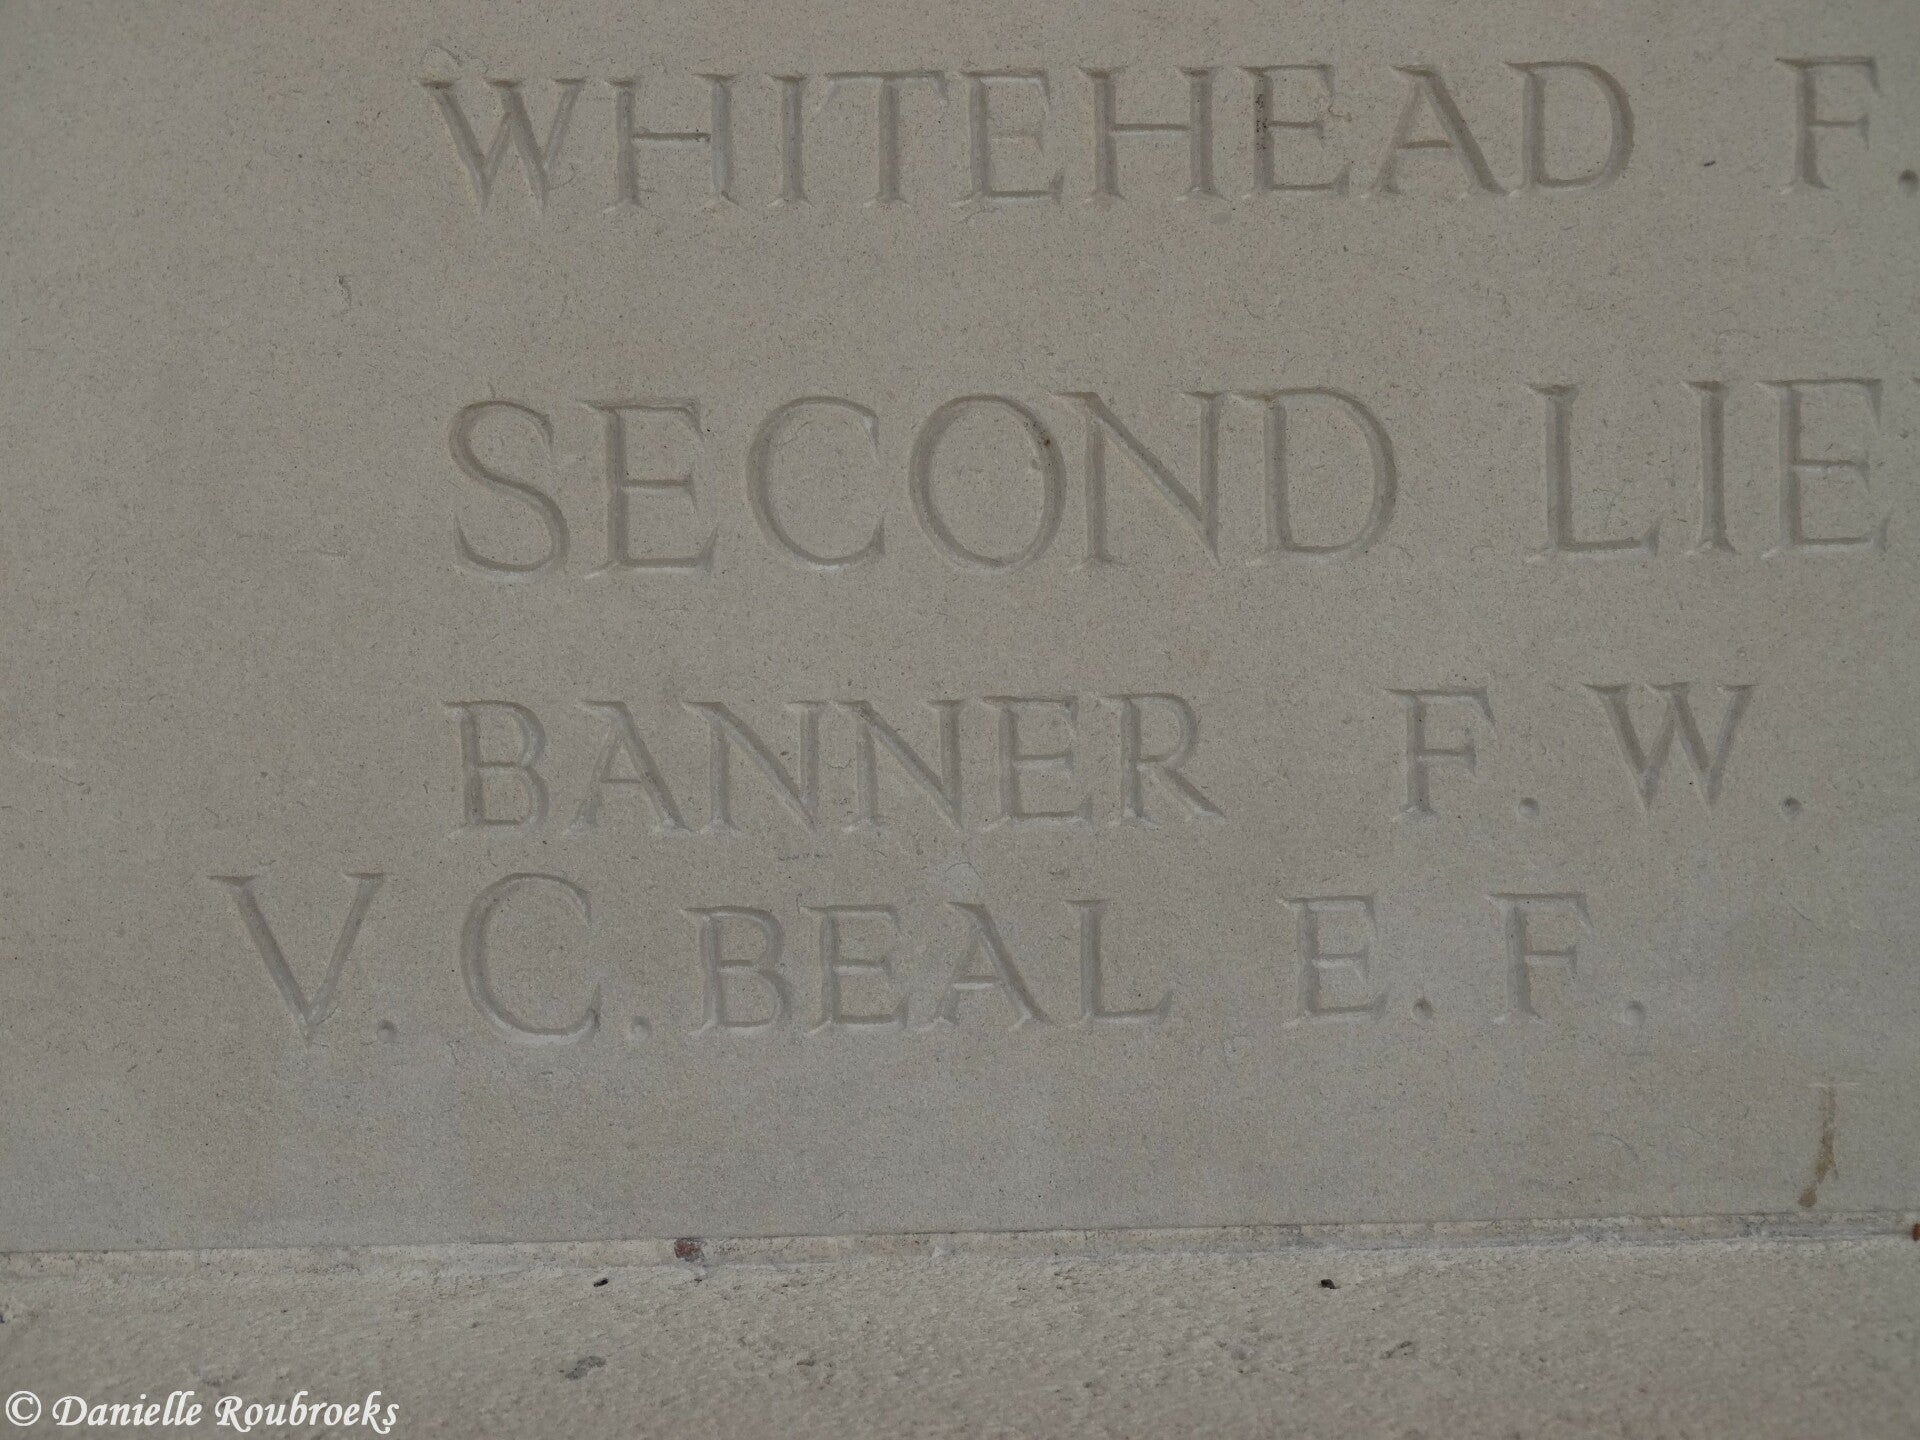 WHITEHEAD F.
SECOND LIE
BANNER F. W.
V.C. BEAL E. F.
© Danielle Roubroeks